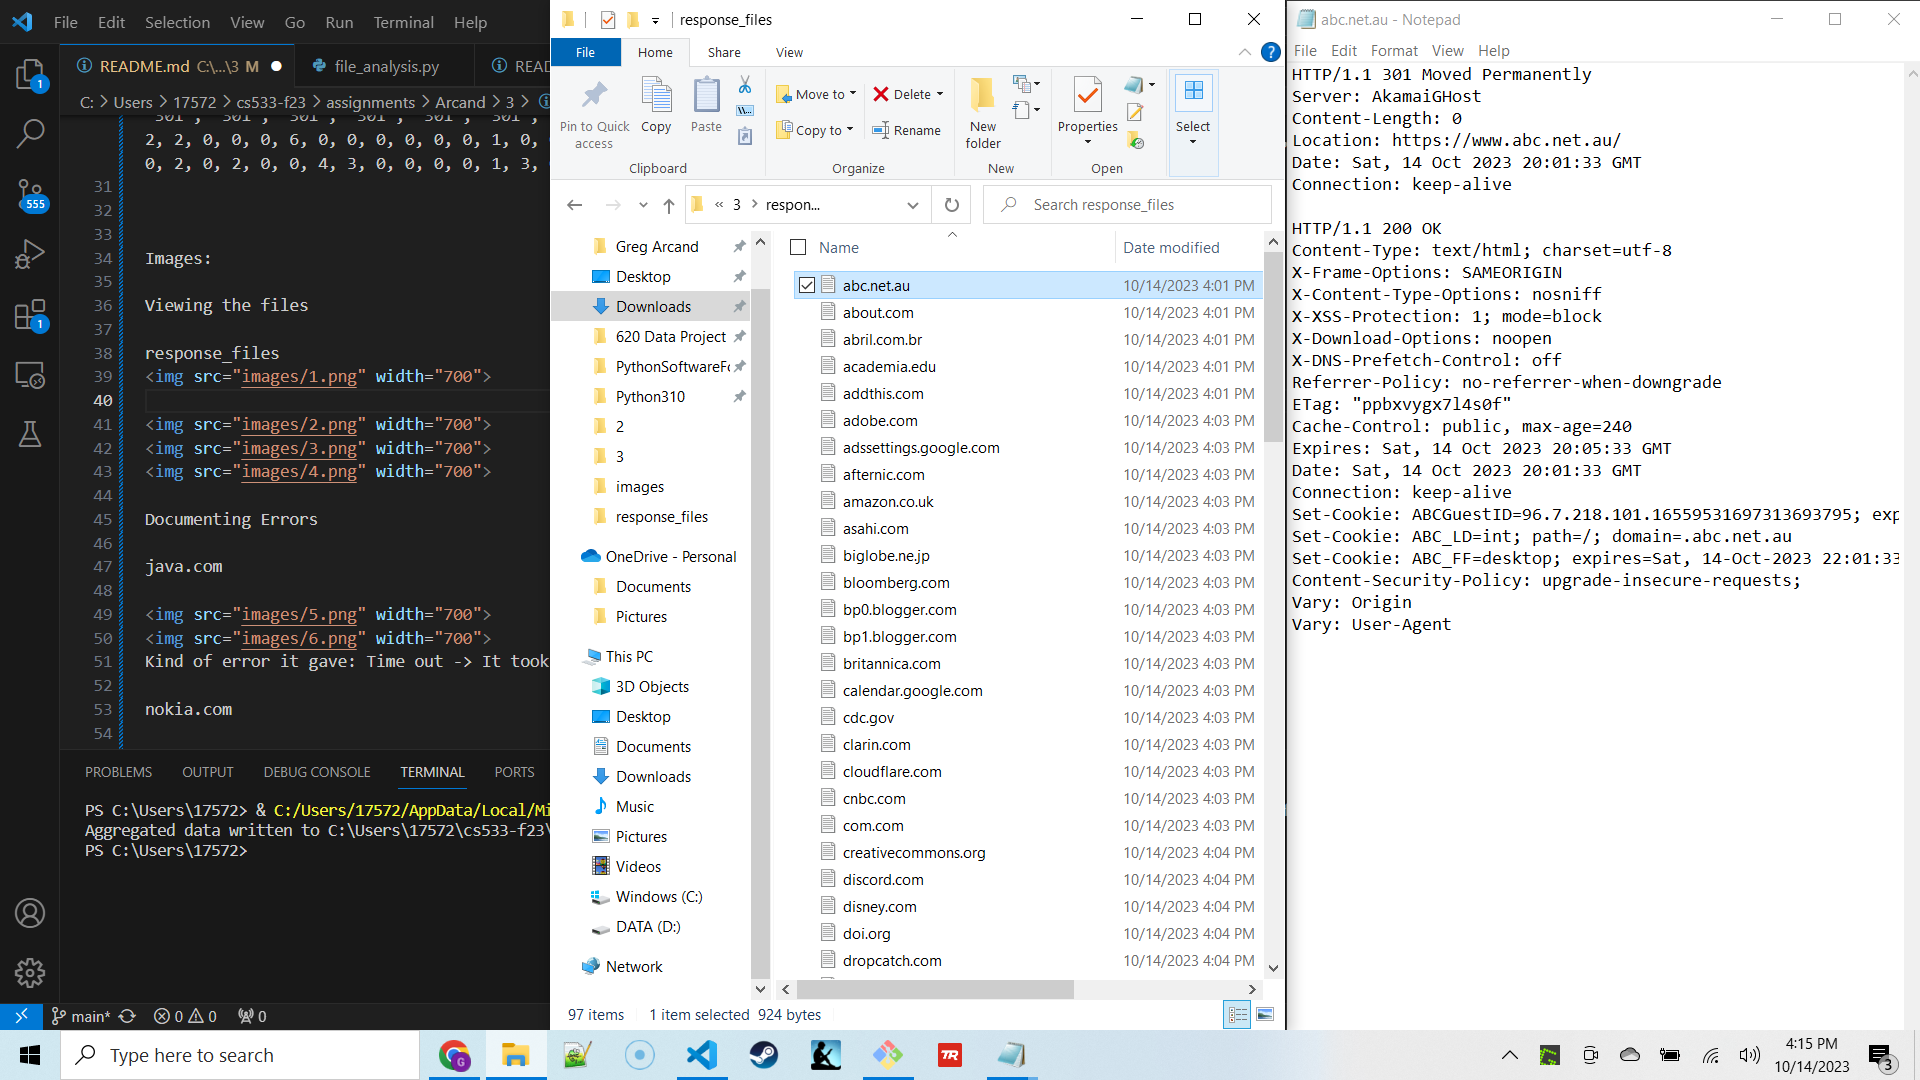 File Edit Selection View Go Run Terminal Help
README.md C:\...\3 M
file_analysis.py
READ
C: > Users > 17572 > cs533-f23 > assignments > Arcand > 3 >
'301', '301', '301', '301', '301', '301',
2, 2, 0, 0, 0, 6, 0, 0, 0, 0, 0, 0, 1, 0,
0, 2, 0, 2, 0, 0, 4, 3, 0, 0, 0, 0, 1, 3,
31
32
33
34 Images:
35
36 Viewing the files
37
38 response_files
39 <img src="images/1.png" width="700">
40
41 <img src="images/2.png" width="700">
42 <img src="images/3.png" width="700">
43 <img src="images/4.png" width="700">
44
45 Documenting Errors
46
47 java.com
48
49 <img src="images/5.png" width="700">
50 <img src="images/6.png" width="700">
51 Kind of error it gave: Time out -> It took
52
53 nokia.com
54
1
555
1
PROBLEMS OUTPUT DEBUG CONSOLE TERMINAL PORTS
PS C:\Users\17572> & C:/Users/17572/AppData/Local/Mi
Aggregated data written to C:\Users\17572\cs533-f23\
PS C:\Users\17572>
main* 0 0 0
response_files
File Home Share View
Pin to Quick access
Copy
Paste
Clipboard
Move to
Copy to
Delete
Rename
Organize
New folder
New
Properties
Open
Select
« 3 > respon...
Search response_files
Greg Arcand
Desktop
Downloads
620 Data Project
PythonSoftwareFo
Python310
2
3
images
response_files
OneDrive - Personal
Documents
Pictures
This PC
3D Objects
Desktop
Documents
Downloads
Music
Pictures
Videos
Windows (C:)
DATA (D:)
Network
Name Date modified
abc.net.au 10/14/2023 4:01 PM
about.com 10/14/2023 4:01 PM
abril.com.br 10/14/2023 4:01 PM
academia.edu 10/14/2023 4:01 PM
addthis.com 10/14/2023 4:01 PM
adobe.com 10/14/2023 4:03 PM
adssettings.google.com 10/14/2023 4:03 PM
afternic.com 10/14/2023 4:03 PM
amazon.co.uk 10/14/2023 4:03 PM
asahi.com 10/14/2023 4:03 PM
biglobe.ne.jp 10/14/2023 4:03 PM
bloomberg.com 10/14/2023 4:03 PM
bp0.blogger.com 10/14/2023 4:03 PM
bp1.blogger.com 10/14/2023 4:03 PM
britannica.com 10/14/2023 4:03 PM
calendar.google.com 10/14/2023 4:03 PM
cdc.gov 10/14/2023 4:03 PM
clarin.com 10/14/2023 4:03 PM
cloudflare.com 10/14/2023 4:03 PM
cnbc.com 10/14/2023 4:03 PM
com.com 10/14/2023 4:03 PM
creativecommons.org 10/14/2023 4:04 PM
discord.com 10/14/2023 4:04 PM
disney.com 10/14/2023 4:04 PM
doi.org 10/14/2023 4:04 PM
dropcatch.com 10/14/2023 4:04 PM
97 items 1 item selected 924 bytes
abc.net.au - Notepad
File Edit Format View Help
HTTP/1.1 301 Moved Permanently
Server: AkamaiGHost
Content-Length: 0
Location: https://www.abc.net.au/
Date: Sat, 14 Oct 2023 20:01:33 GMT
Connection: keep-alive
HTTP/1.1 200 OK
Content-Type: text/html; charset=utf-8
X-Frame-Options: SAMEORIGIN
X-Content-Type-Options: nosniff
X-XSS-Protection: 1; mode=block
X-Download-Options: noopen
X-DNS-Prefetch-Control: off
Referrer-Policy: no-referrer-when-downgrade
ETag: "ppbxvygx7l4s0f"
Cache-Control: public, max-age=240
Expires: Sat, 14 Oct 2023 20:05:33 GMT
Date: Sat, 14 Oct 2023 20:01:33 GMT
Connection: keep-alive
Set-Cookie: ABCGuestID=96.7.218.101.16559531697313693795; exp
Set-Cookie: ABC_LD=int; path=/; domain=.abc.net.au
Set-Cookie: ABC_FF=desktop; expires=Sat, 14-Oct-2023 22:01:33
Content-Security-Policy: upgrade-insecure-requests;
Vary: Origin
Vary: User-Agent
Type here to search
G
TR
4:15 PM
10/14/2023
3